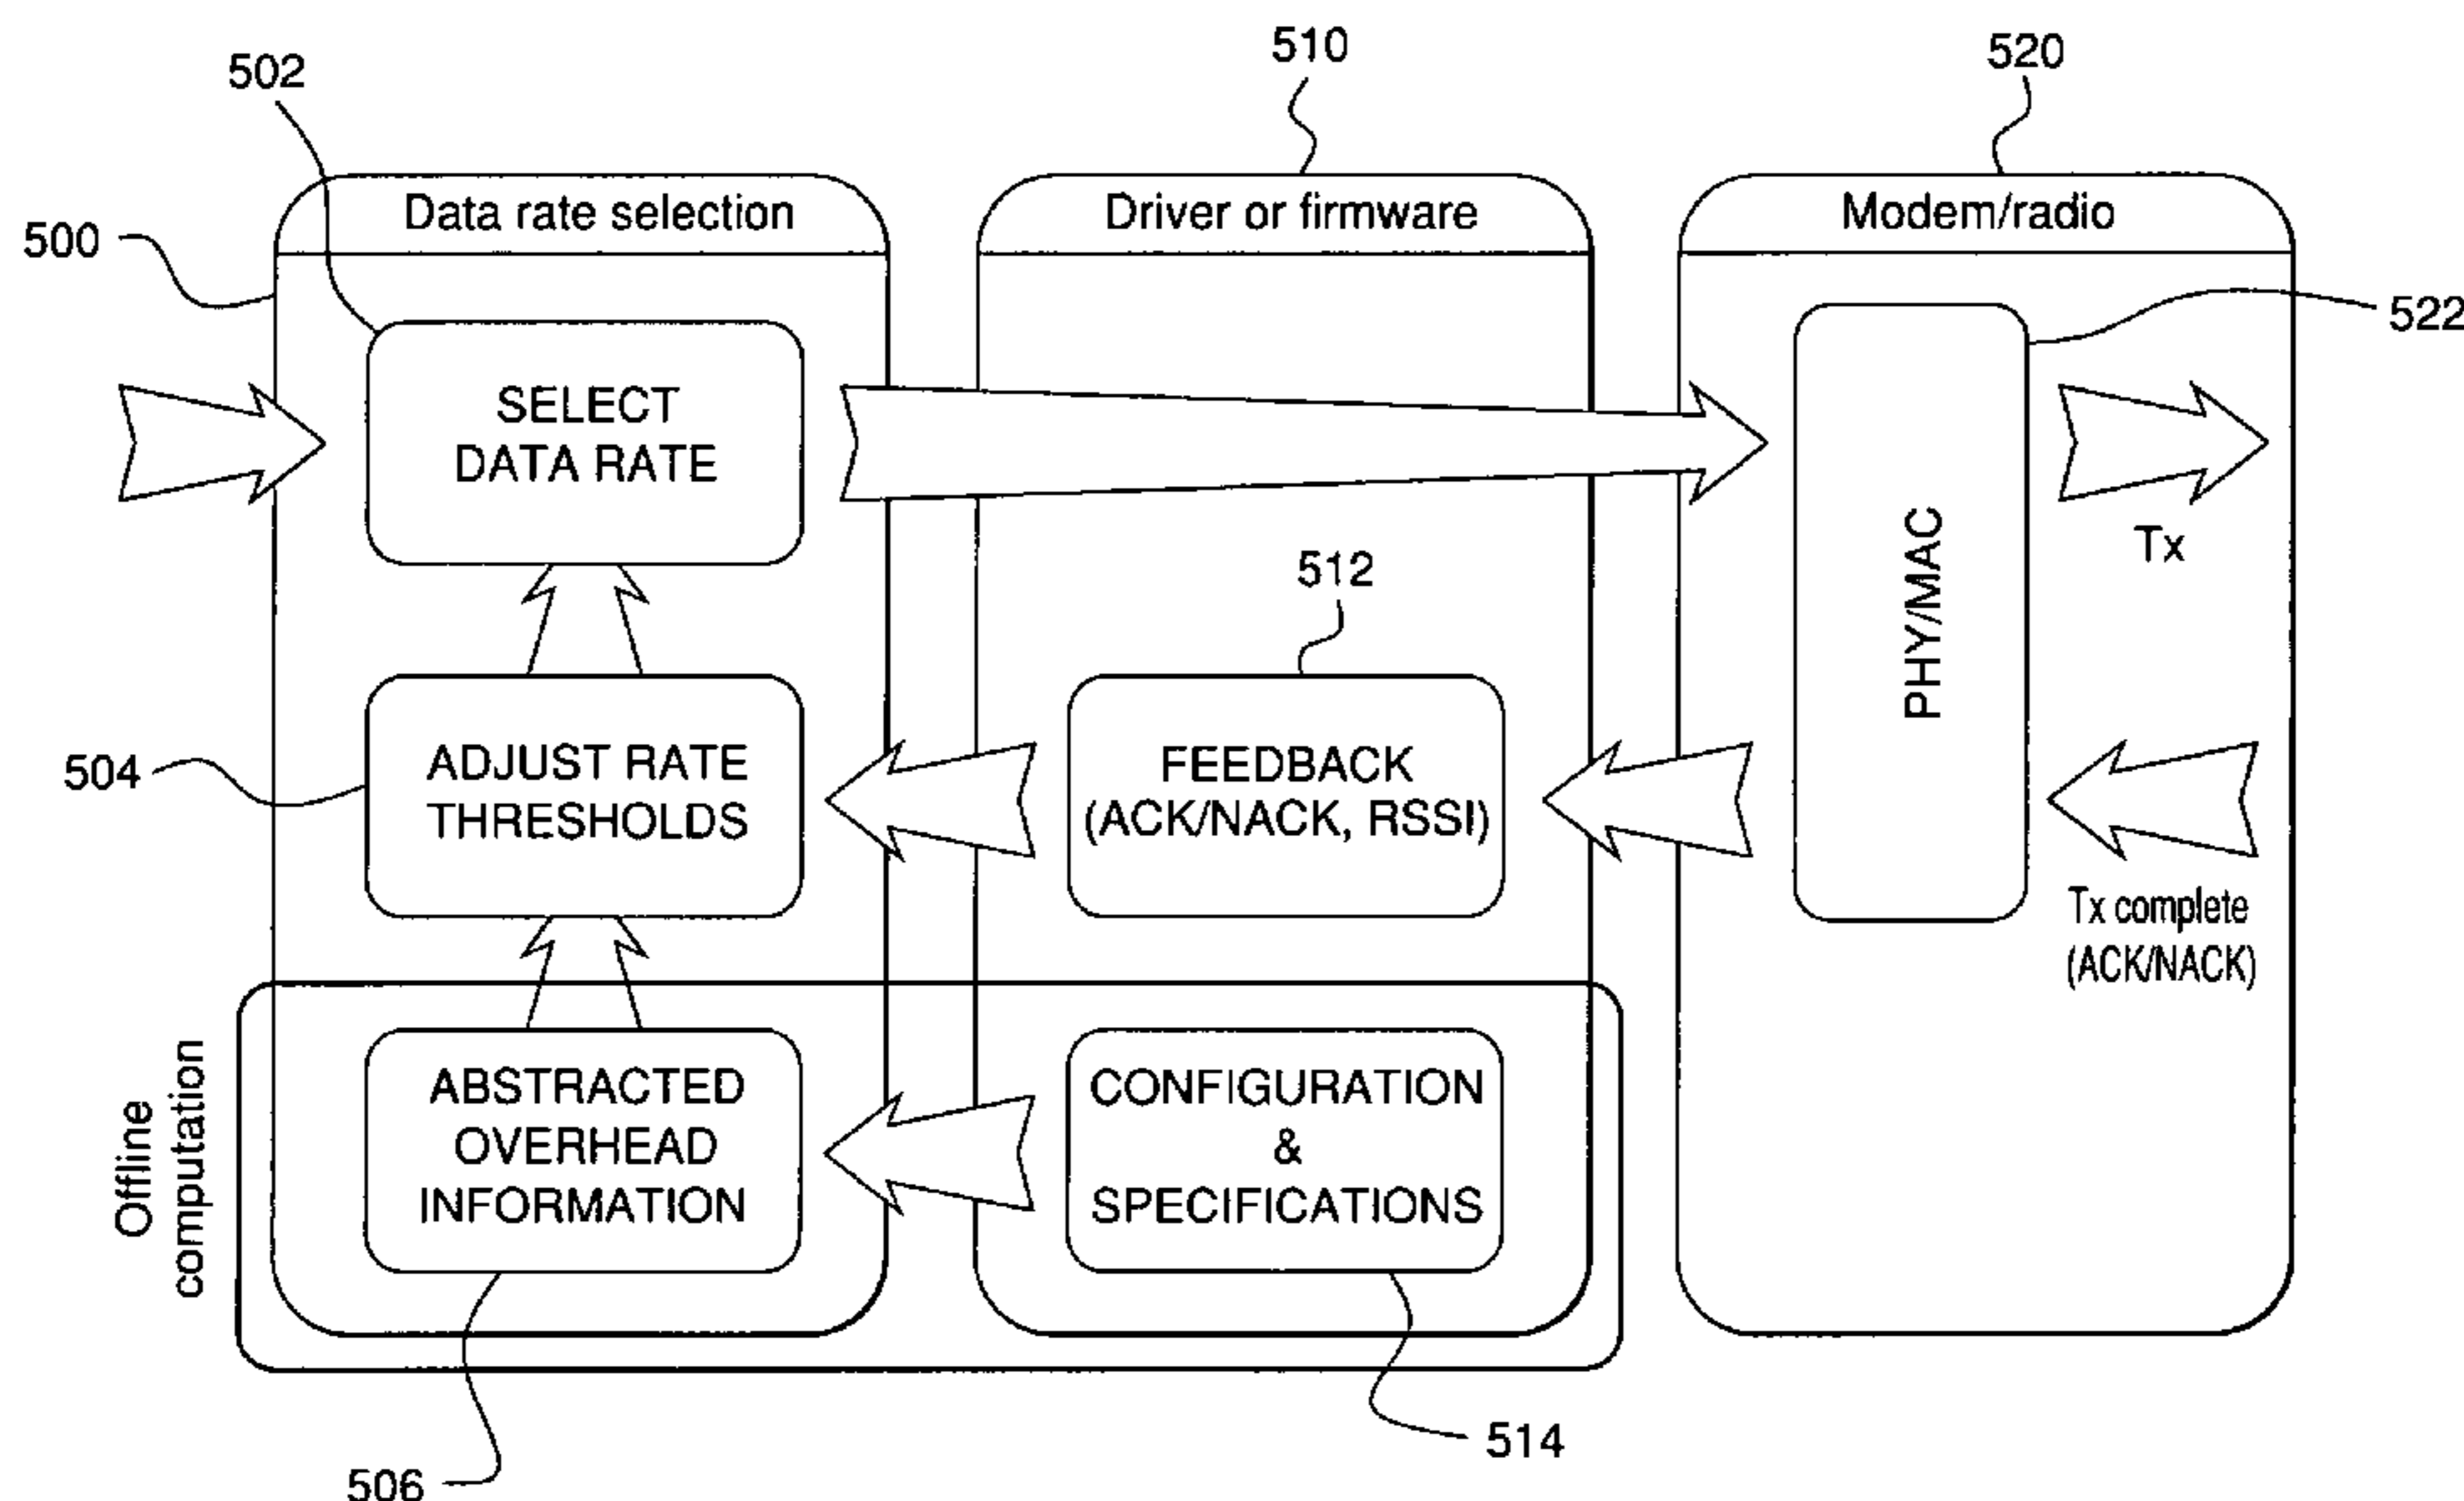 502
510
520
500
Data rate selection
Driver or firmware
Modem/radio
522
SELECT
DATA RATE
PHY/MAC
Tx
512
504
ADJUST RATE
THRESHOLDS
FEEDBACK
(ACK/NACK, RSSI)
Tx complete
(ACK/NACK)
Offline
computation
ABSTRACTED
OVERHEAD
INFORMATION
CONFIGURATION
&
SPECIFICATIONS
514
506